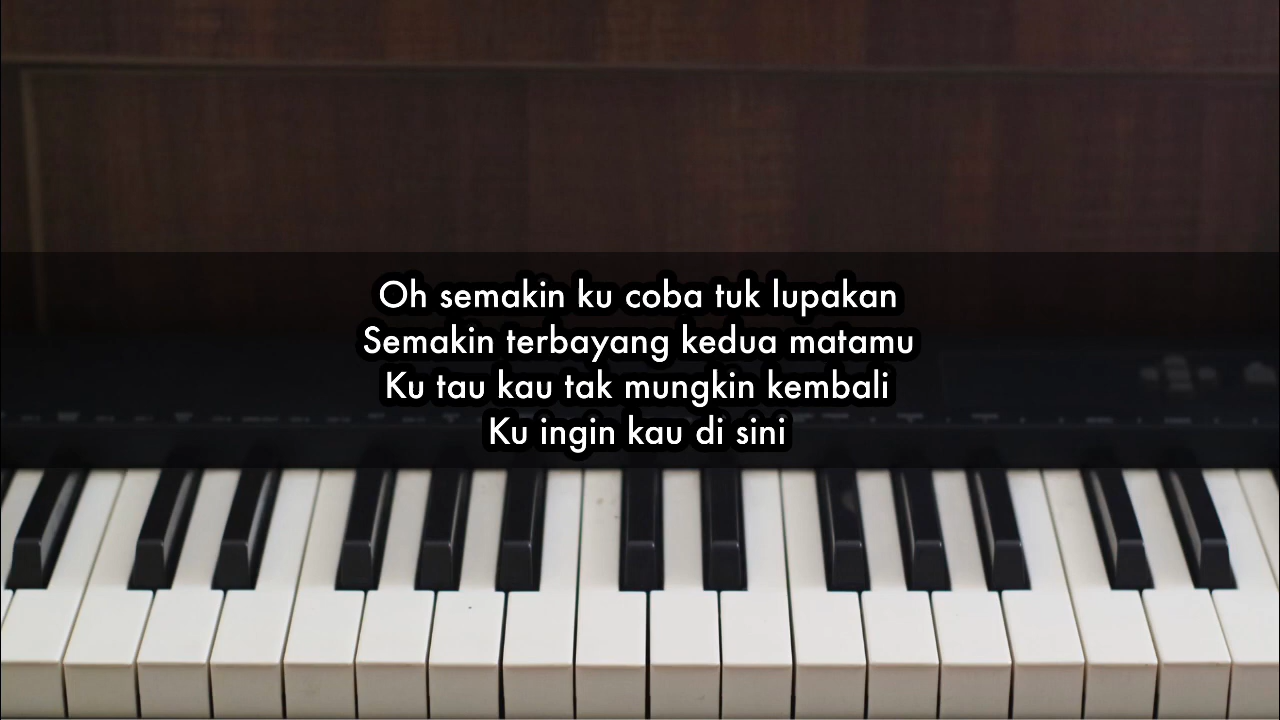 Oh semakin ku coba tuk lupakan
Semakin terbayang kedua matamu
Ku tau kau tak mungkin kembali
Ku ingin kau di sini